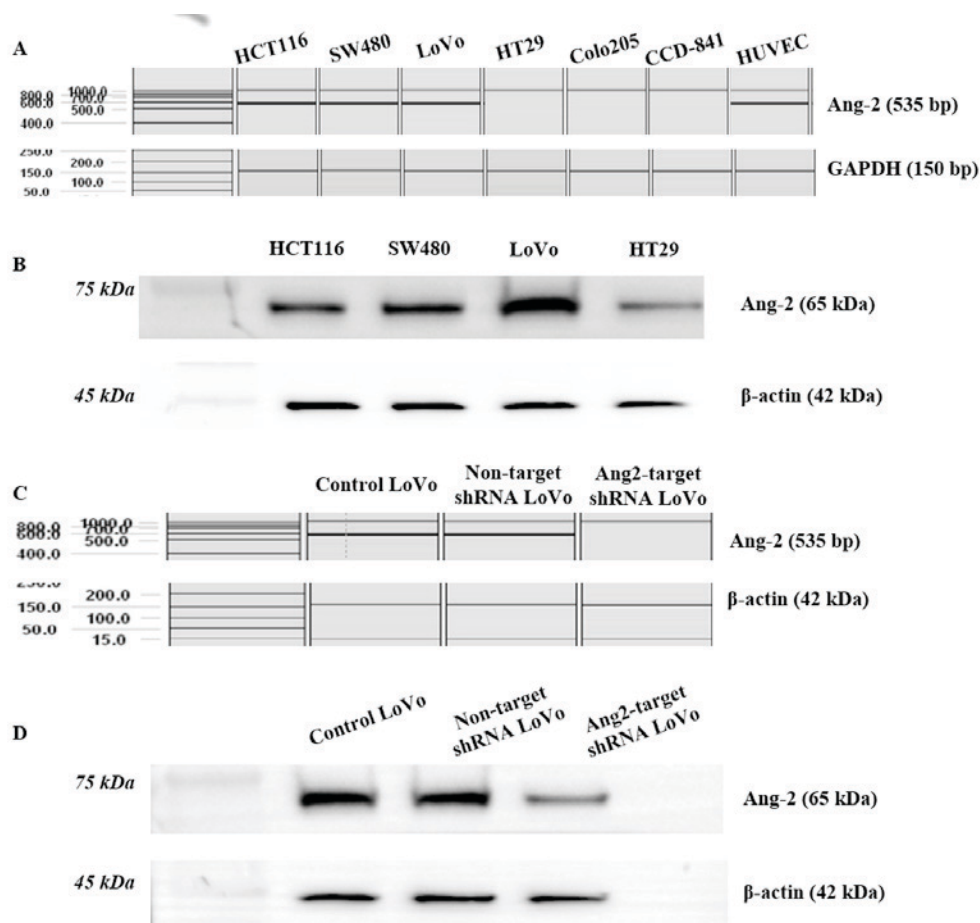 A
HCT116 SW480 LoVo HT29 Colo205 CCD-841 HUVEC
1000.0
800.0
700.0
600.0
500.0
400.0
Ang-2 (535 bp)
250.0
200.0
150.0
100.0
50.0
GAPDH (150 bp)
B
HCT116 SW480 LoVo HT29
75 kDa
Ang-2 (65 kDa)
45 kDa
β-actin (42 kDa)
C
Control LoVo
Non-target
shRNA LoVo
Ang2-target
shRNA LoVo
1000.0
800.0
700.0
600.0
500.0
400.0
Ang-2 (535 bp)
200.0
150.0
100.0
50.0
15.0
β-actin (42 kDa)
D
Control LoVo
Non-target
shRNA LoVo
Ang2-target
shRNA LoVo
75 kDa
Ang-2 (65 kDa)
45 kDa
β-actin (42 kDa)